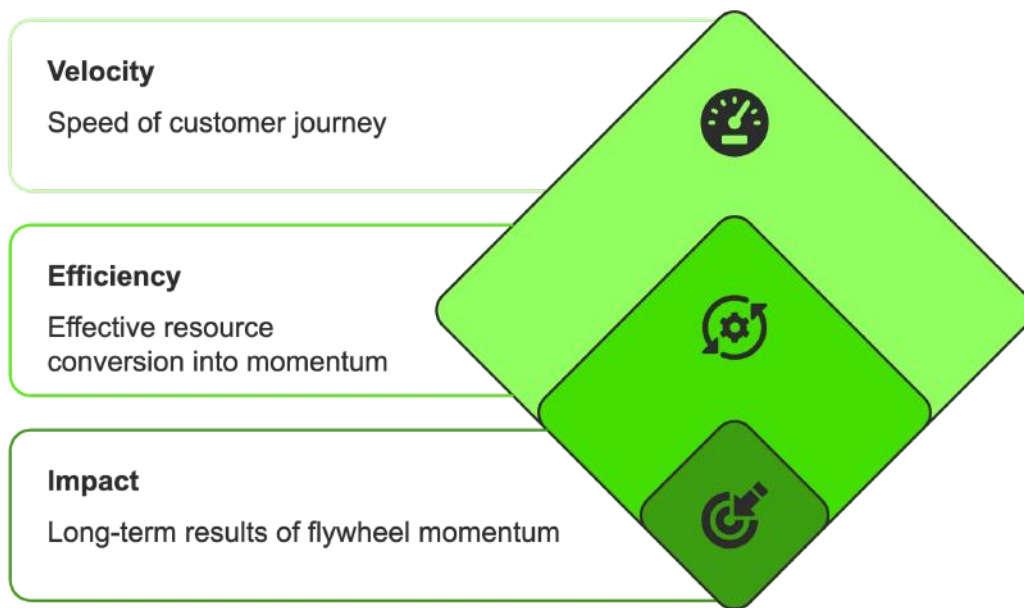 Velocity
Speed of customer journey
Efficiency
Effective resource
conversion into momentum
Impact
Long-term results of flywheel momentum